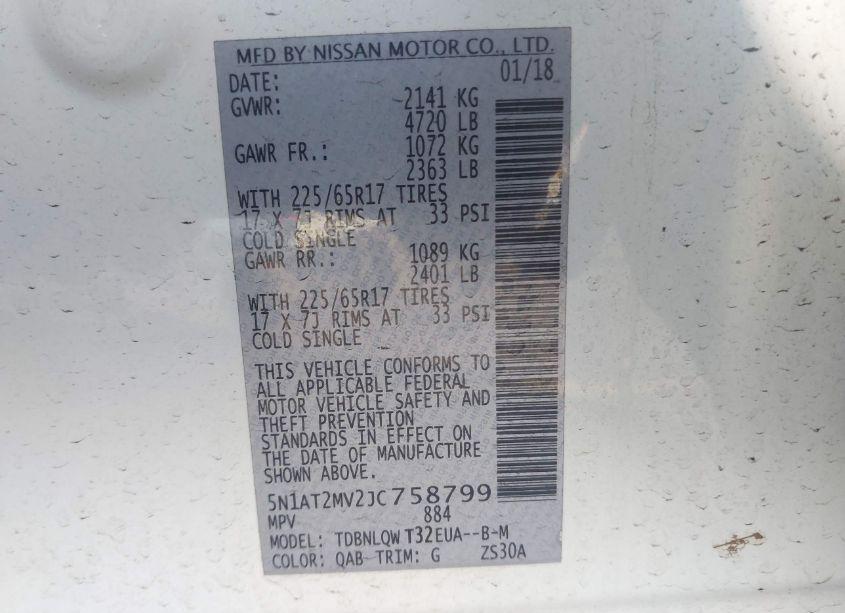 MFD BY NISSAN MOTOR CO., LTD.
DATE: 01/18
GVWR: 2141 KG
4720 LB
GAWR FR.: 1072 KG
2363 LB
WITH 225/65R17 TIRES
17 X 7J RIMS AT 33 PSI
COLD SINGLE
GAWR RR.: 1089 KG
2401 LB
WITH 225/65R17 TIRES
17 X 7J RIMS AT 33 PSI
COLD SINGLE
THIS VEHICLE CONFORMS TO
ALL APPLICABLE FEDERAL
MOTOR VEHICLE SAFETY AND
THEFT PREVENTION
STANDARDS IN EFFECT ON
THE DATE OF MANUFACTURE
SHOWN ABOVE.
5N1AT2MV2JC758799
MPV 884
MODEL: TDBNLQW T32EUA--B-M
COLOR: QAB TRIM: G ZS30A